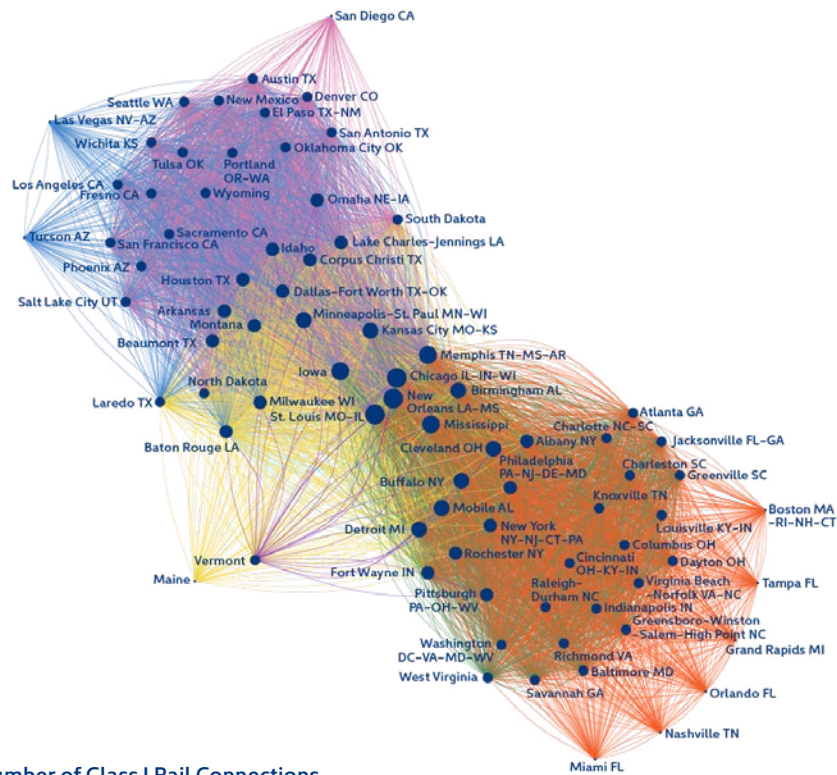 San Diego CA
Austin TX
Seattle WA
New Mexico
Denver CO
El Paso TX-NM
Las Vegas NV-AZ
San Antonio TX
Wichita KS
Oklahoma City OK
Tulsa OK
Portland
OR-WA
Los Angeles CA
Fresno CA
Wyoming
Omaha NE-IA
South Dakota
Tucson AZ
Sacramento CA
San Francisco CA
Idaho
Lake Charles-Jennings LA
Corpus Christi TX
Phoenix AZ
Houston TX
Dallas-Fort Worth TX-OK
Salt Lake City UT
Arkansas
Minneapolis-St. Paul MN-WI
Montana
Kansas City MO-KS
Beaumont TX
Memphis TN-MS-AR
Iowa
Chicago IL-IN-WI
North Dakota
Birmingham AL
Laredo TX
Milwaukee WI
New
Orleans LA-MS
St. Louis MO-IL
Atlanta GA
Mississippi
Charlotte NC-SC
Baton Rouge LA
Cleveland OH
Albany NY
Jacksonville FL-GA
Philadelphia
PA-NJ-DE-MD
Charleston SC
Greenville SC
Buffalo NY
Knoxville TN
Mobile AL
Boston MA
-RI-NH-CT
Louisville KY-IN
Detroit MI
New York
NY-NJ-CT-PA
Columbus OH
Rochester NY
Cincinnati
OH-KY-IN
Dayton OH
Vermont
Maine
Fort Wayne IN
Raleigh-
Durham NC
Virginia Beach
-Norfolk VA-NC
Tampa FL
Pittsburgh
PA-OH-WV
Indianapolis IN
Greensboro-Winston
-Salem-High Point NC
Washington
DC-VA-MD-WV
Richmond VA
Grand Rapids MI
West Virginia
Baltimore MD
Savannah GA
Orlando FL
Nashville TN
Miami FL
umber of Class I Rail Connections